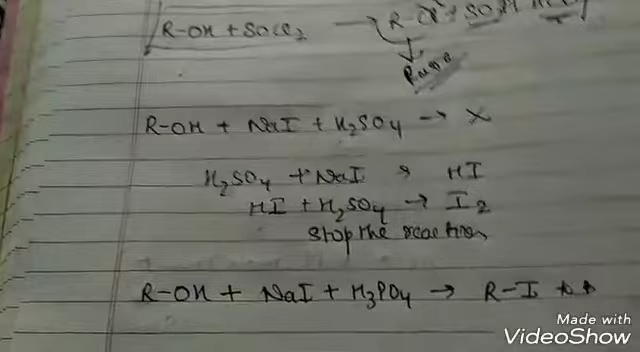 R-OH + SOCl2 → R-Cl + SO2
R-OH + NaI + H2SO4 → X
H2SO4 + NaI → HI
HI + H2SO4 → I2
Stop the reaction
R-OH + NaI + H3PO4 → R-I
Made with
VideoShow